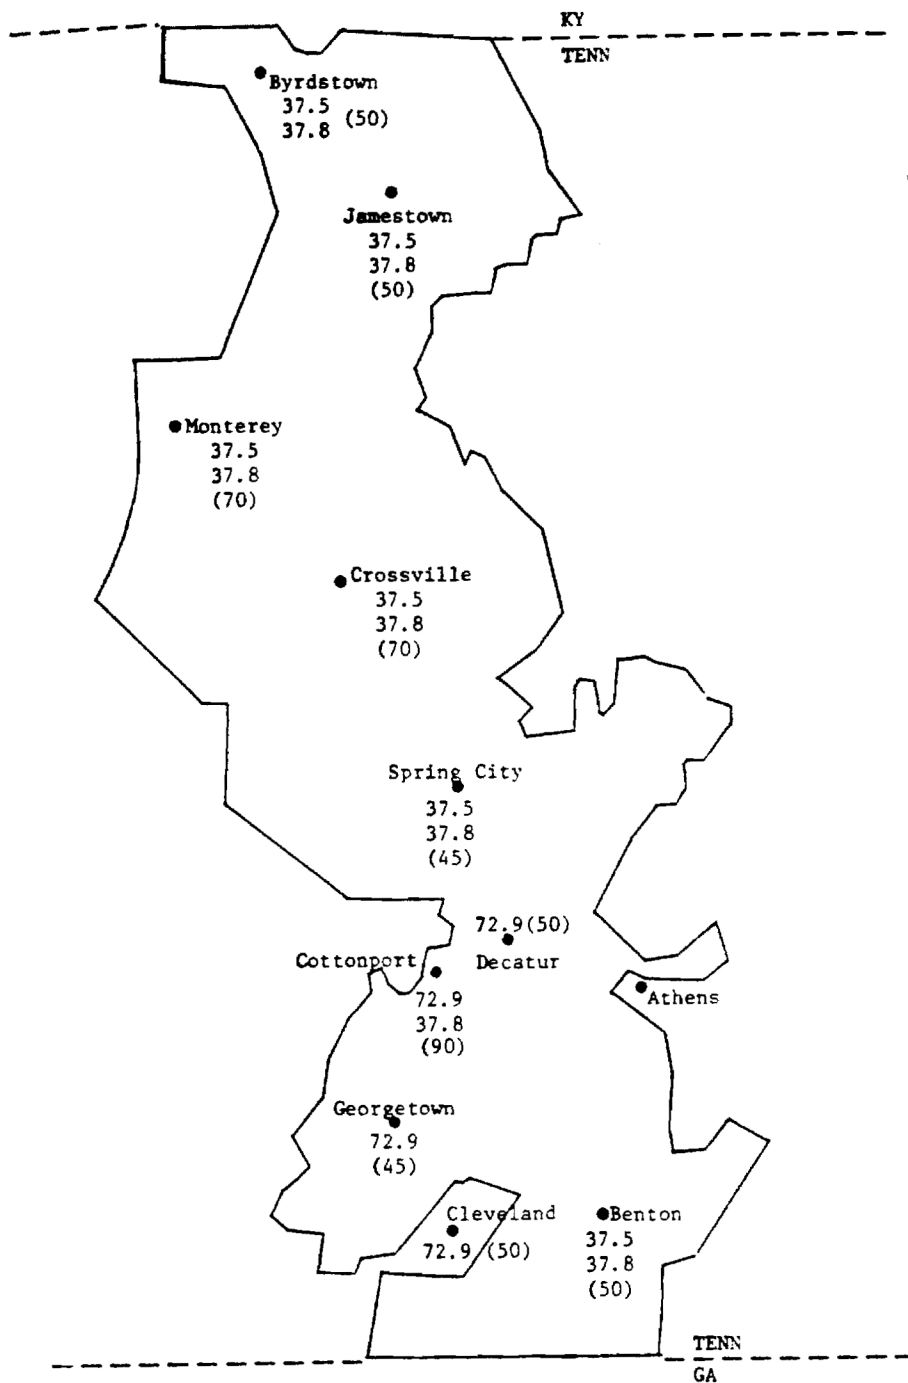 KY
TENN
Byrdstown
37.5
37.8 (50)
Jamestown
37.5
37.8
(50)
Monterey
37.5
37.8
(70)
Crossville
37.5
37.8
(70)
Spring City
37.5
37.8
(45)
72.9(50)
Decatur
Cottonport
72.9
37.8
(90)
Athens
Georgetown
72.9
(45)
Cleveland
72.9 (50)
Benton
37.5
37.8
(50)
TENN
GA